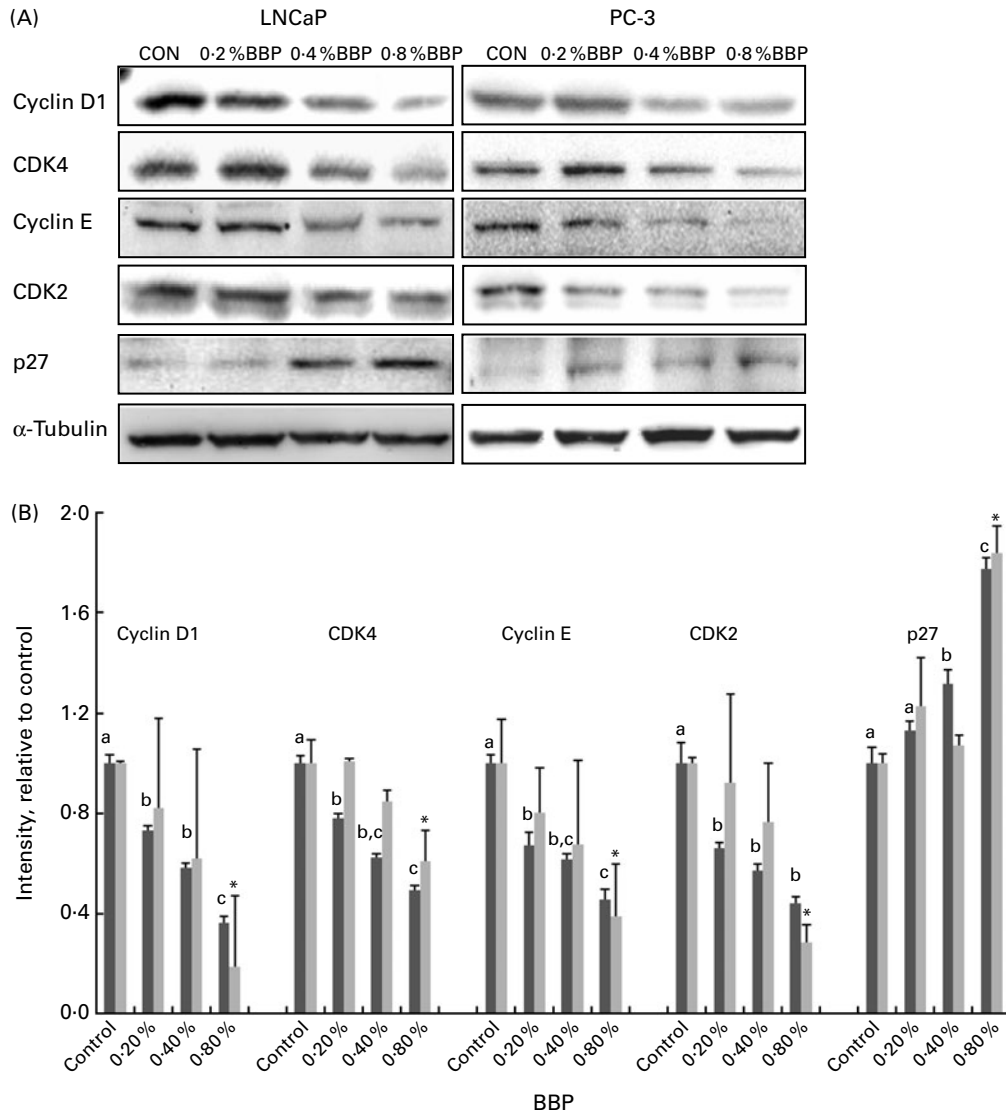 (A)
LNCaP PC-3
CON 0·2 %BBP 0·4 %BBP 0·8 %BBP CON 0·2 %BBP 0·4 %BBP 0·8 %BBP
Cyclin D1
CDK4
Cyclin E
CDK2
p27
α-Tubulin
(B)
Intensity, relative to control
2·0
1·6
1·2
0·8
0·4
0·0
Cyclin D1 CDK4 Cyclin E CDK2 p27
a b b c *
a b b,c c *
a b b,c c *
a b b b *
a a b c *
Control 0·20 % 0·40 % 0·80 % Control 0·20 % 0·40 % 0·80 % Control 0·20 % 0·40 % 0·80 % Control 0·20 % 0·40 % 0·80 % Control 0·20 % 0·40 % 0·80 %
BBP